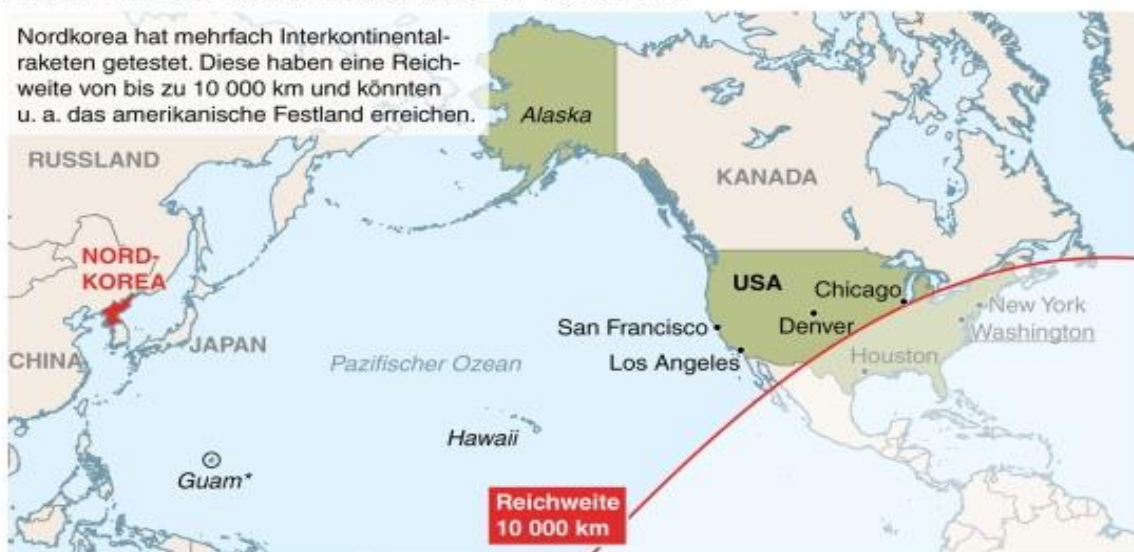 Nordkorea hat mehrfach Interkontinental-
raketen getestet. Diese haben eine Reich-
weite von bis zu 10 000 km und könnten
u. a. das amerikanische Festland erreichen.
Alaska
RUSSLAND
KANADA
NORD-
KOREA
USA
Chicago
New York
San Francisco
Denver
Washington
CHINA
JAPAN
Pazifischer Ozean
Los Angeles
Houston
Hawaii
Guam*
Reichweite
10 000 km